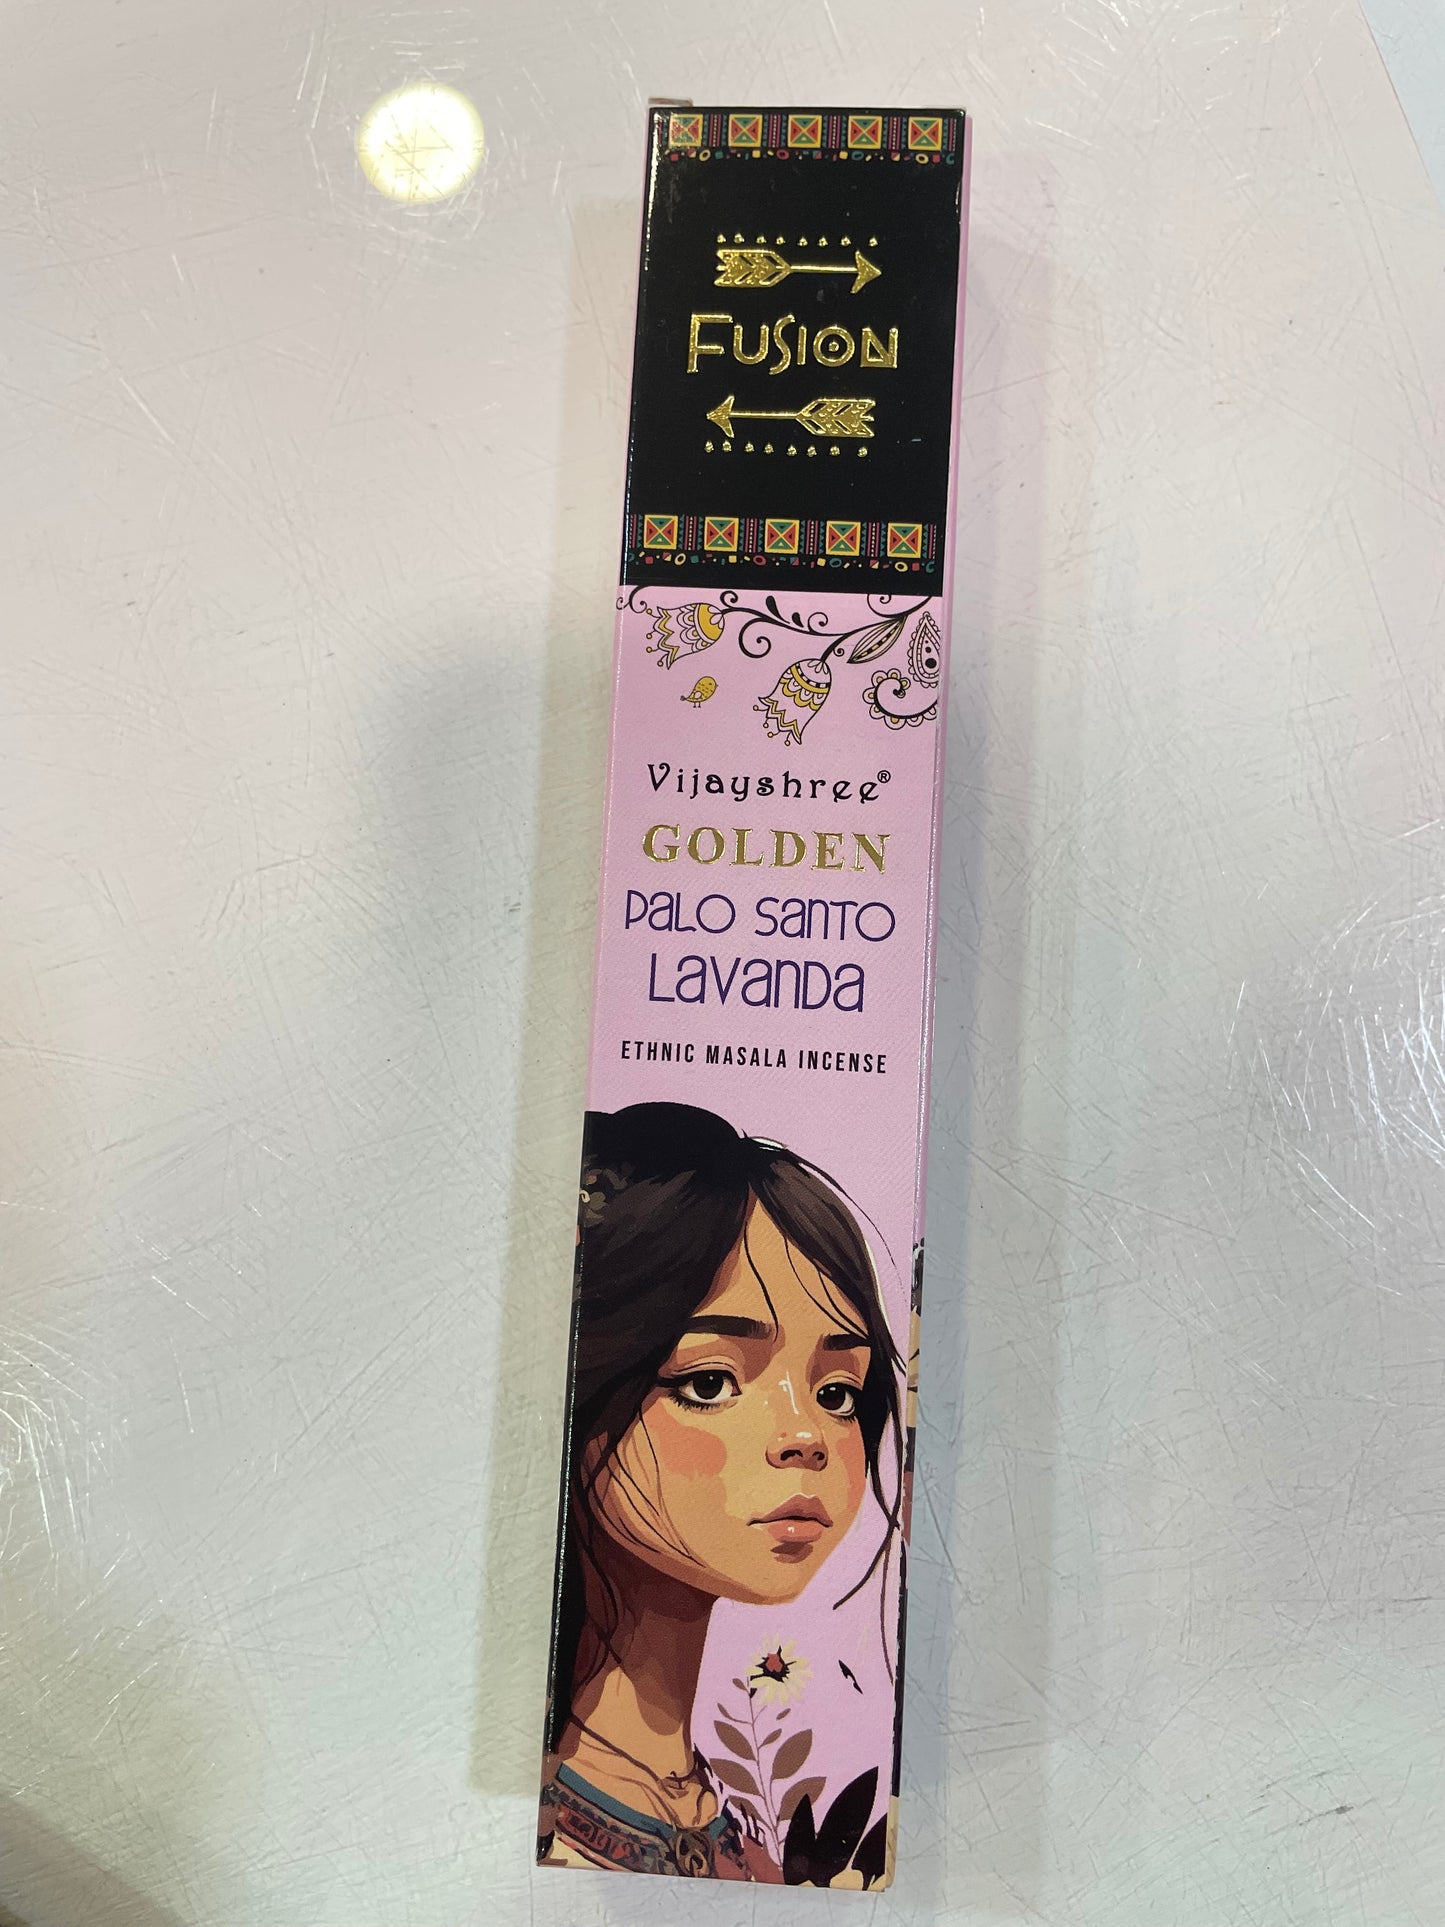 FUSION
Vijayshree®
GOLDEN
PALO SANTO
LAVANDA
ETHNIC MASALA INCENSE